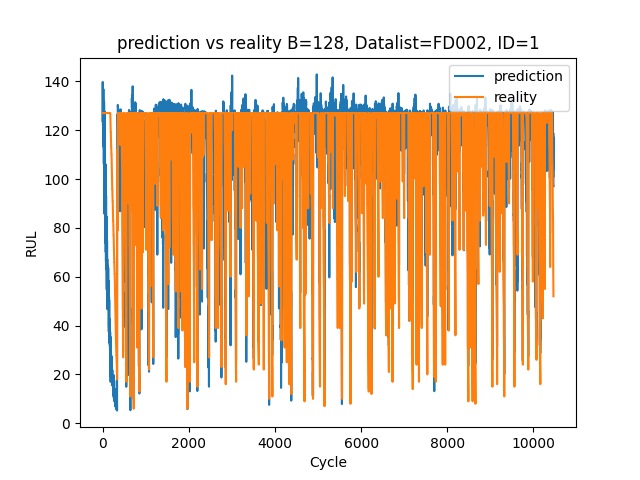 prediction vs reality B=128, Datalist=FD002, ID=1
prediction
reality
RUL
140
120
100
80
60
40
20
0
0 2000 4000 6000 8000 10000
Cycle